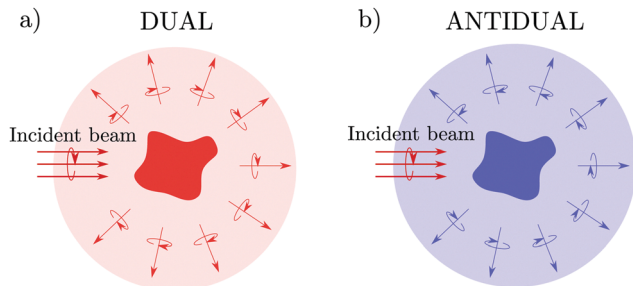 a)
DUAL
Incident beam
b)
ANTIDUAL
Incident beam